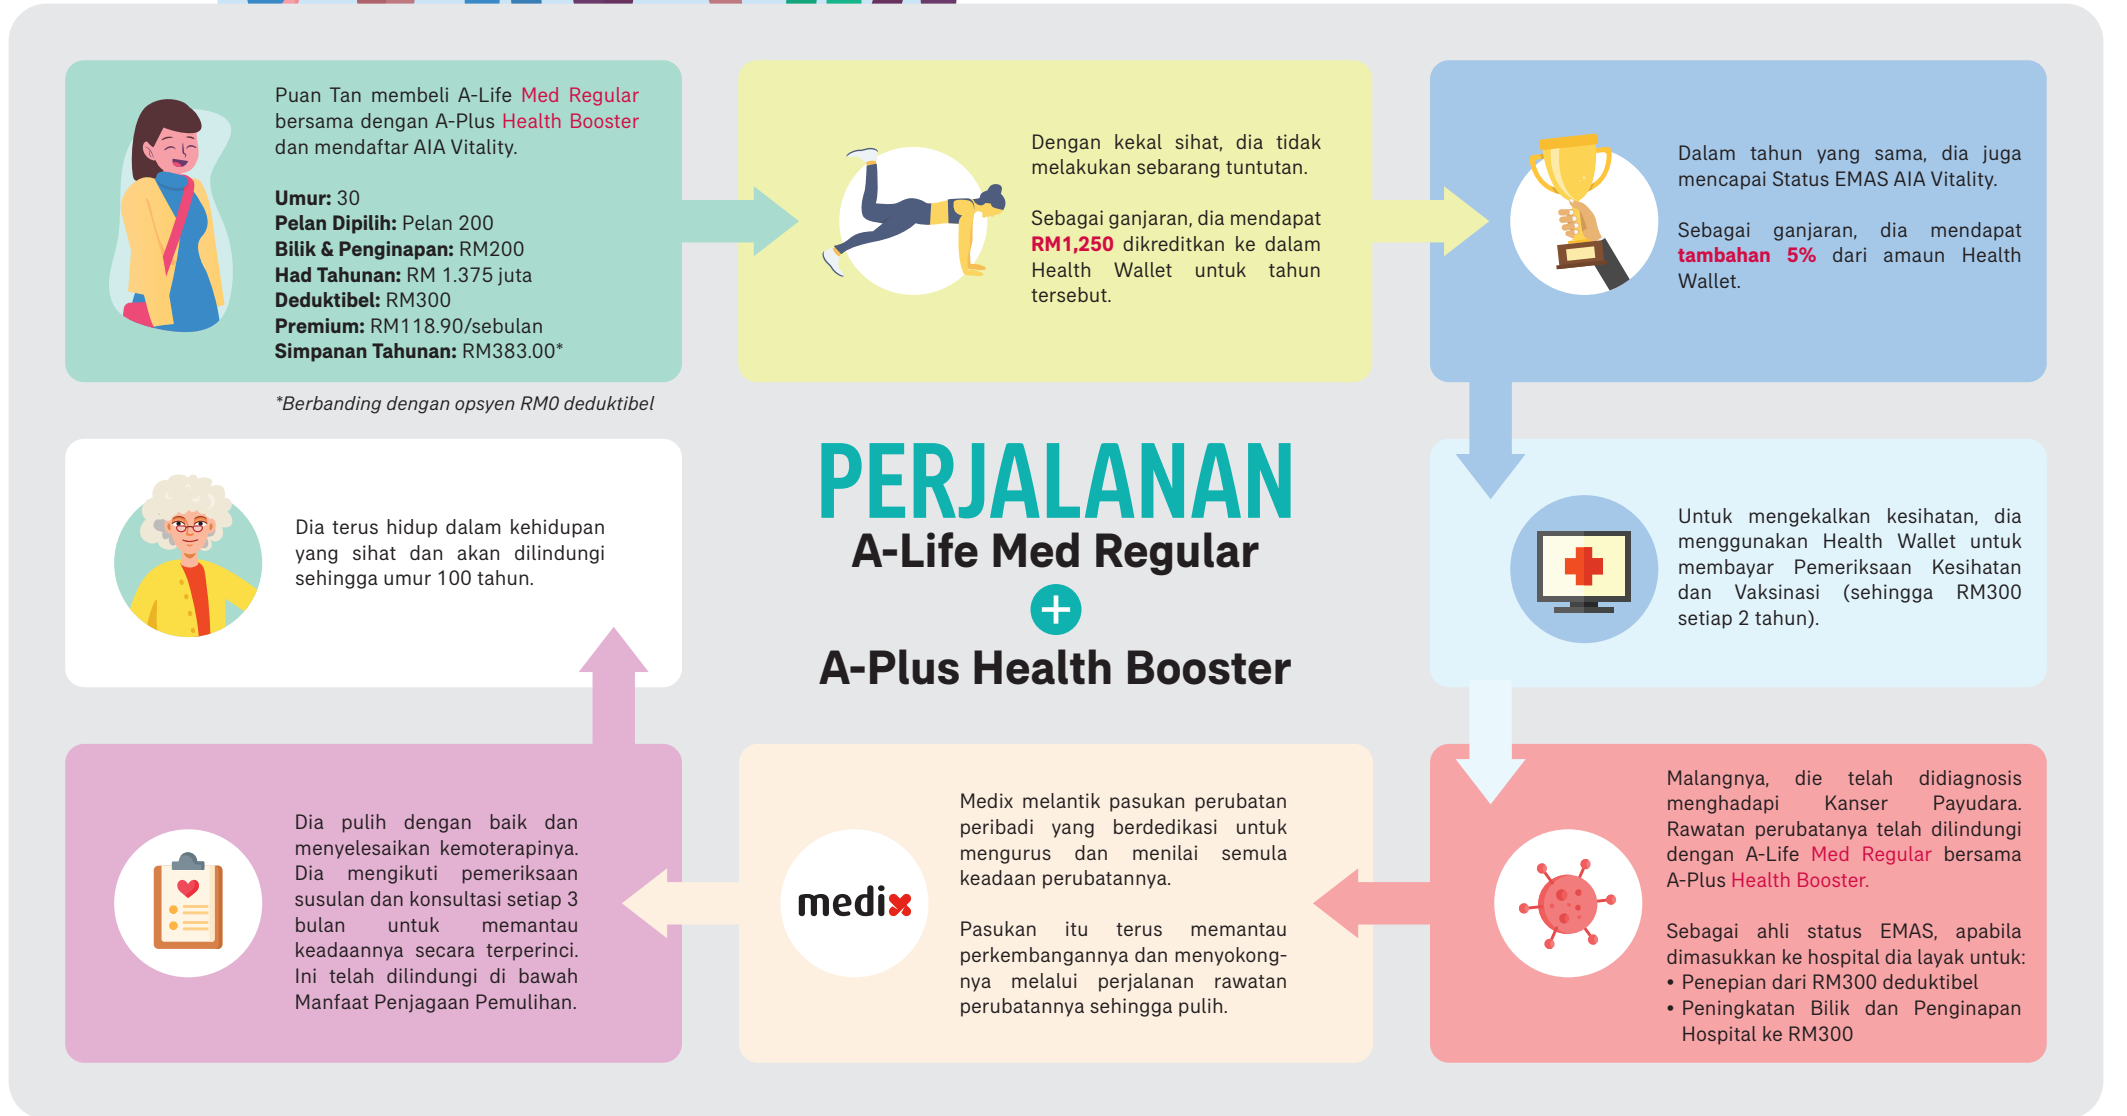 Puan Tan membeli A-Life Med Regular
bersama dengan A-Plus Health Booster
dan mendaftar AIA Vitality.
Umur: 30
Pelan Dipilih: Pelan 200
Bilik & Penginapan: RM200
Had Tahunan: RM 1.375 juta
Deduktibel: RM300
Premium: RM118.90/sebulan
Simpanan Tahunan: RM383.00*
*Berbanding dengan opsyen RM0 deduktibel
Dengan kekal sihat, dia tidak
melakukan sebarang tuntutan.
Sebagai ganjaran, dia mendapat
RM1,250 dikreditkan ke dalam
Health Wallet untuk tahun
tersebut.
Dalam tahun yang sama, dia juga
mencapai Status EMAS AIA Vitality.
Sebagai ganjaran, dia mendapat
tambahan 5% dari amaun Health
Wallet.
PERJALANAN
A-Life Med Regular
+
A-Plus Health Booster
Untuk mengekalkan kesihatan, dia
menggunakan Health Wallet untuk
membayar Pemeriksaan Kesihatan
dan Vaksinasi (sehingga RM300
setiap 2 tahun).
Malangnya, die telah didiagnosis
menghadapi Kanser Payudara.
Rawatan perubatanya telah dilindungi
dengan A-Life Med Regular bersama
A-Plus Health Booster.
Sebagai ahli status EMAS, apabila
dimasukkan ke hospital dia layak untuk:
• Penepian dari RM300 deduktibel
• Peningkatan Bilik dan Penginapan
Hospital ke RM300
medix
Medix melantik pasukan perubatan
peribadi yang berdedikasi untuk
mengurus dan menilai semula
keadaan perubatannya.
Pasukan itu terus memantau
perkembangannya dan menyokong-
nya melalui perjalanan rawatan
perubatannya sehingga pulih.
Dia pulih dengan baik dan
menyelesaikan kemoterapinya.
Dia mengikuti pemeriksaan
susulan dan konsultasi setiap 3
bulan untuk memantau
keadaannya secara terperinci.
Ini telah dilindungi di bawah
Manfaat Penjagaan Pemulihan.
Dia terus hidup dalam kehidupan
yang sihat dan akan dilindungi
sehingga umur 100 tahun.